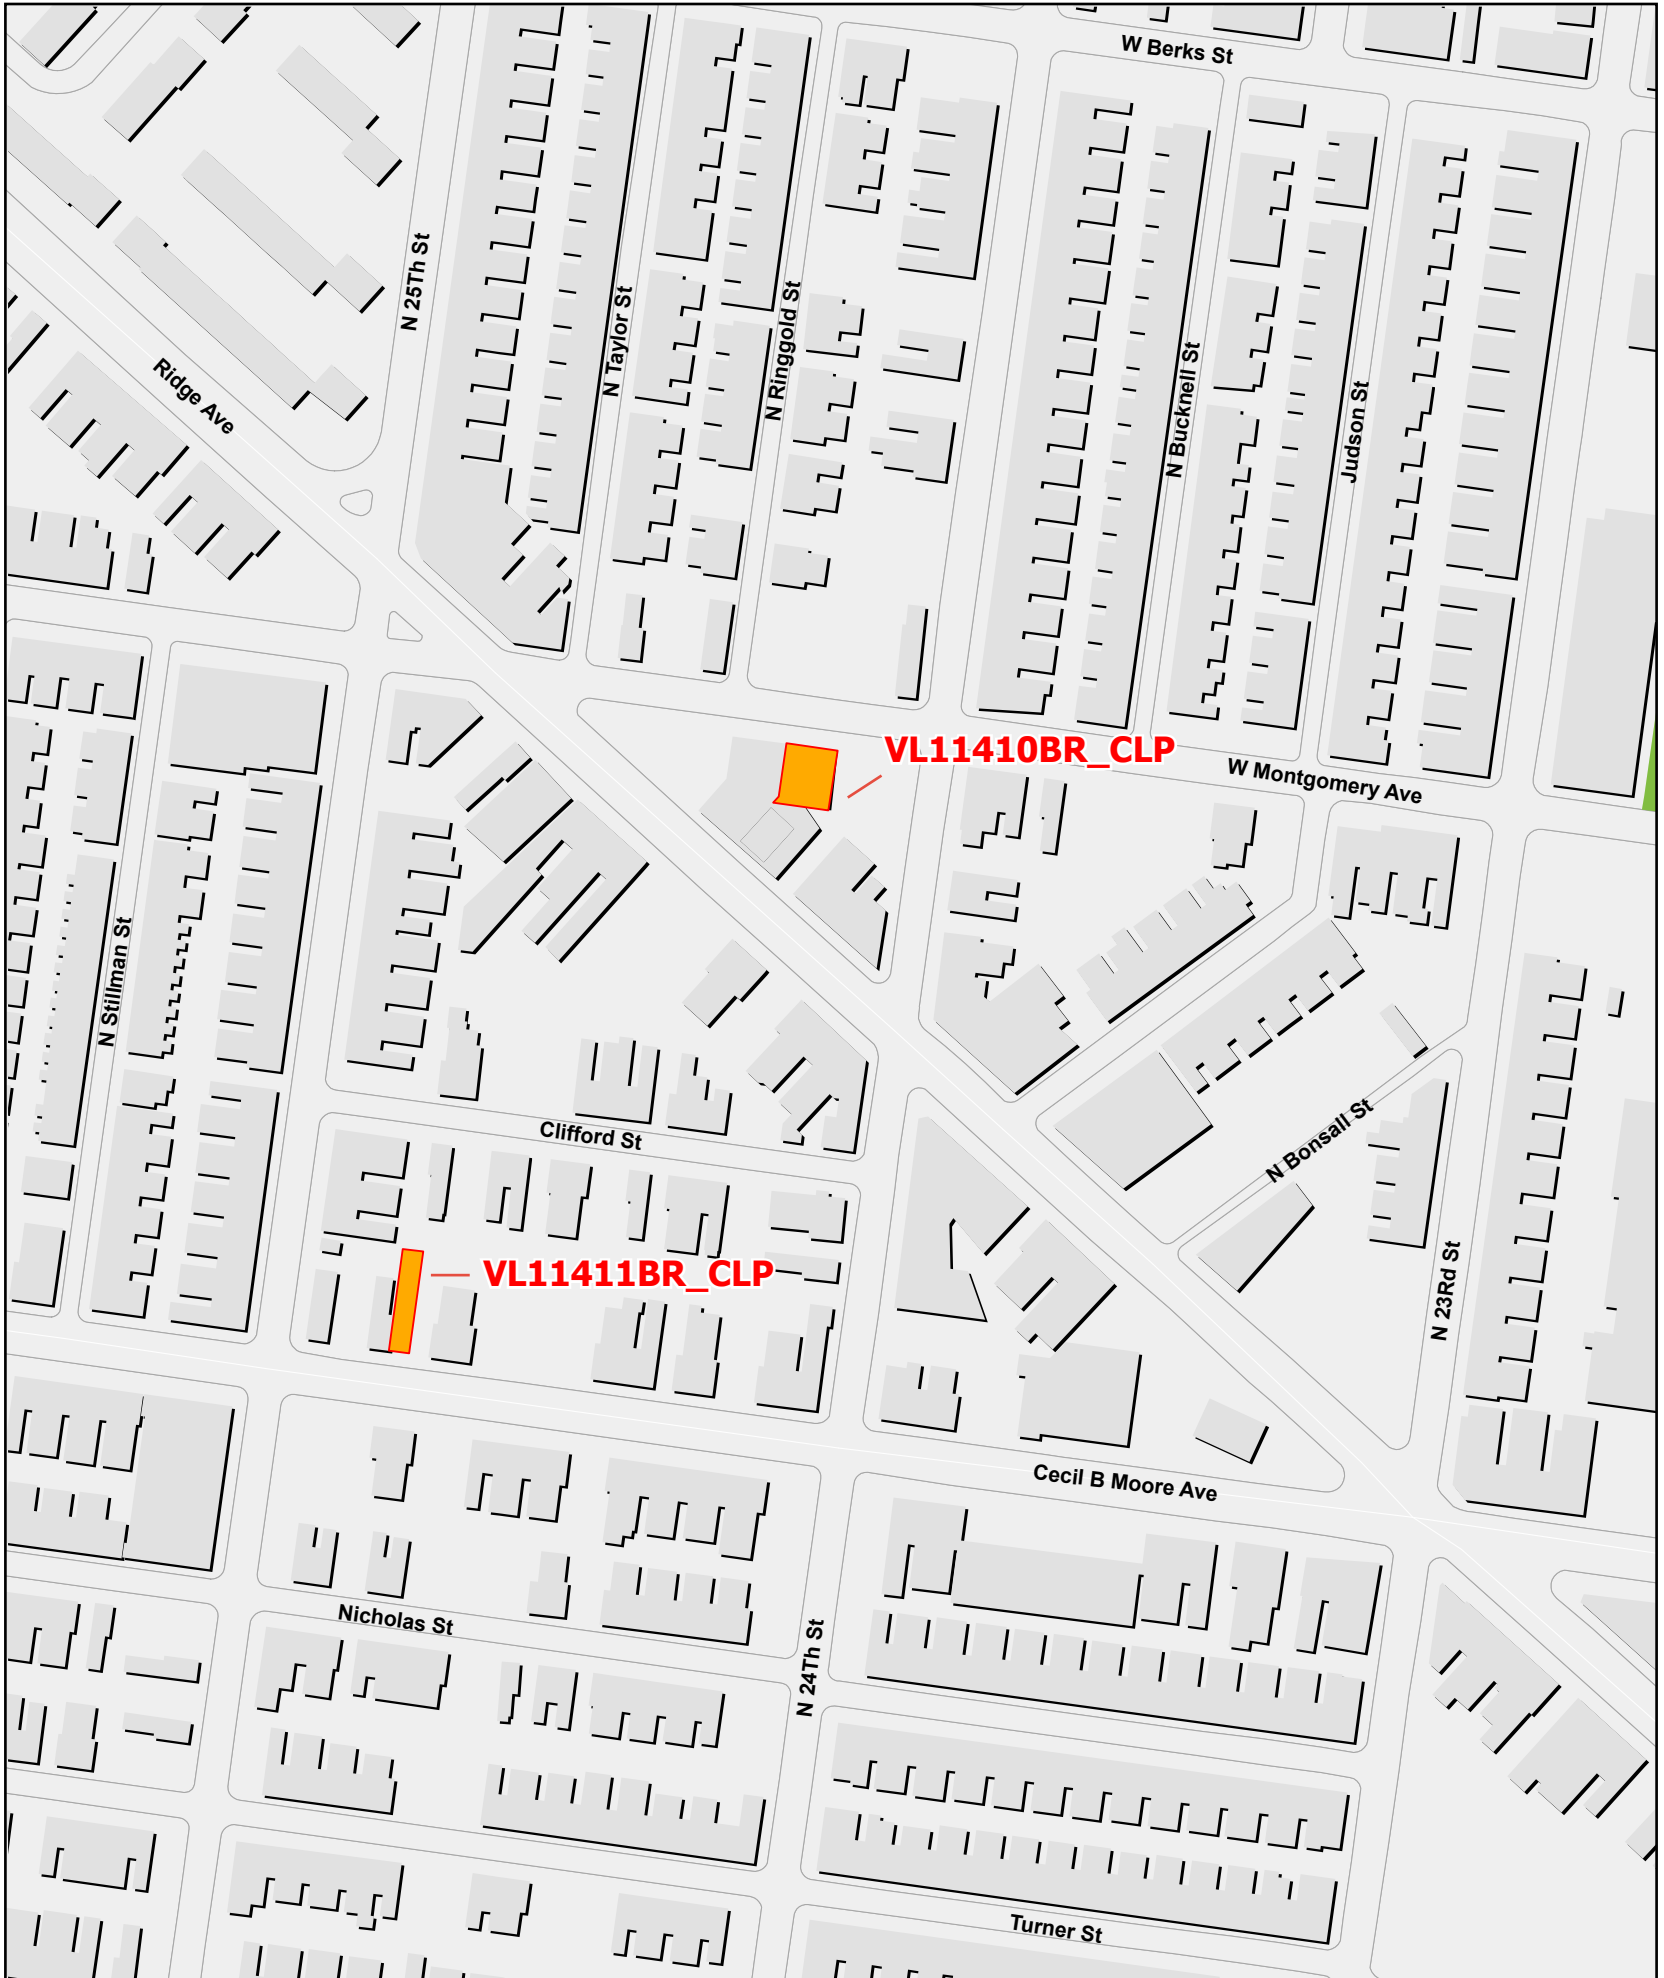 W Berks St
N 25Th St
N Taylor St
N Ringgold St
N Bucknell St
Judson St
Ridge Ave
VL11410BR_CLP
W Montgomery Ave
N Stillman St
Clifford St
N Bonsall St
VL11411BR_CLP
N 23Rd St
Cecil B Moore Ave
Nicholas St
N 24Th St
Turner St